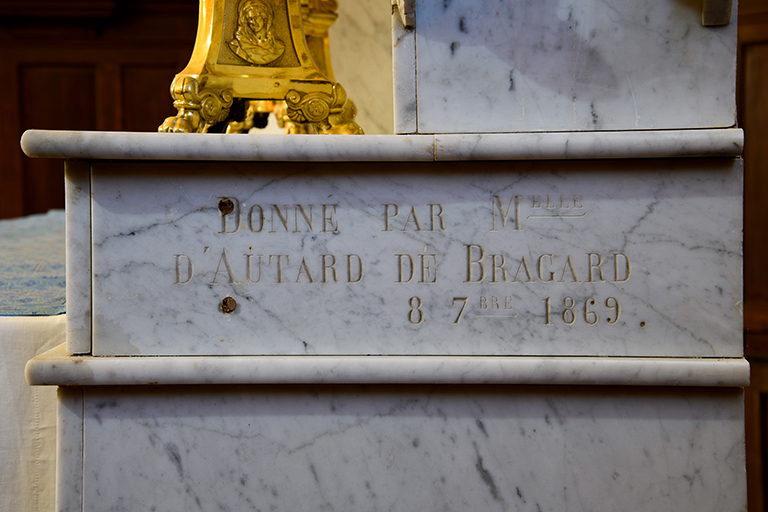 DONNE PAR MELLE
D'AUTARD DE BRAGARD
8 7BRE 1869.